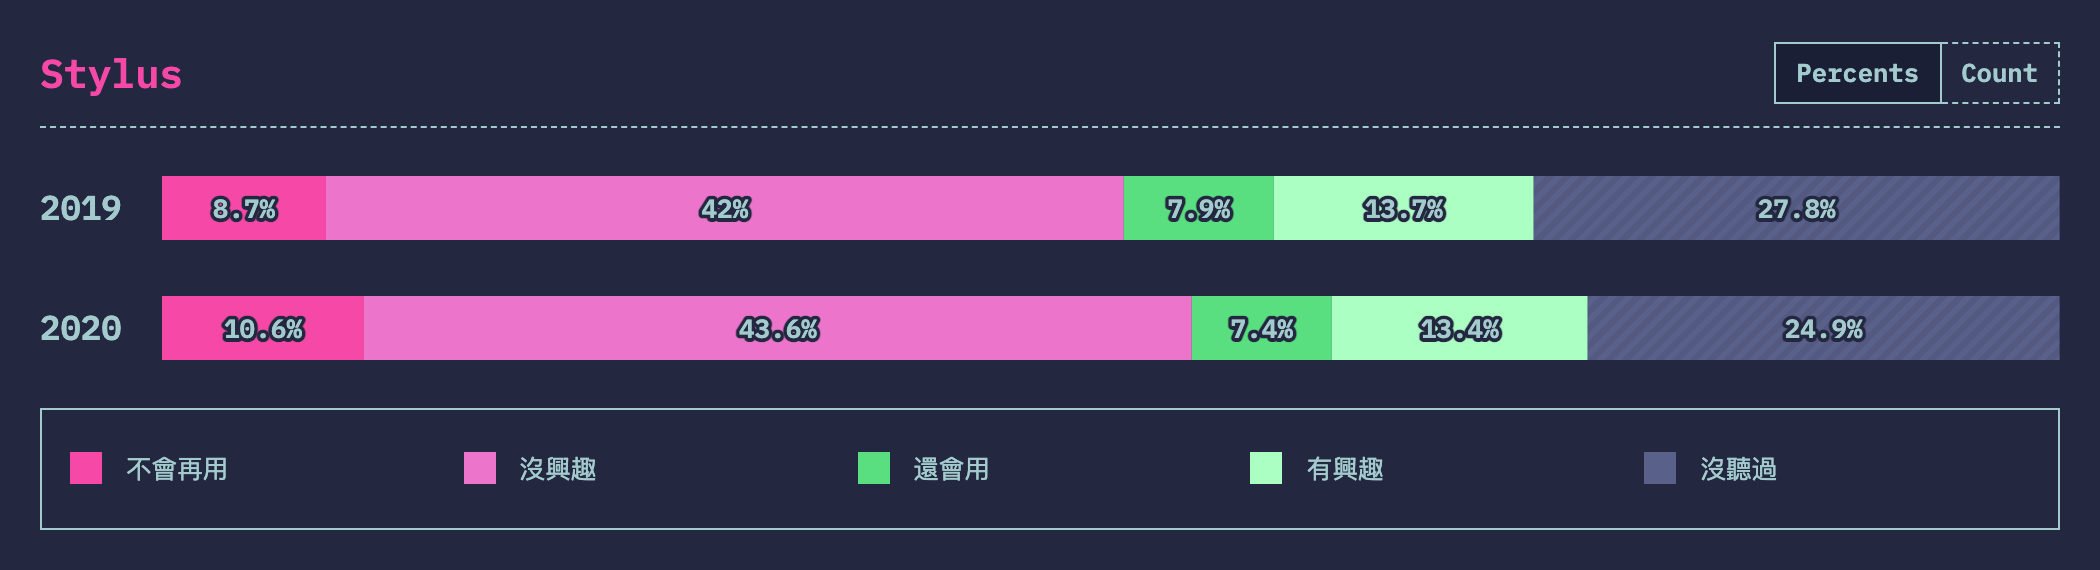 Stylus
Percents Count
2019 8.7% 42% 7.9% 13.7% 27.8%
2020 10.6% 43.6% 7.4% 13.4% 24.9%
不會再用 沒興趣 還會用 有興趣 沒聽過